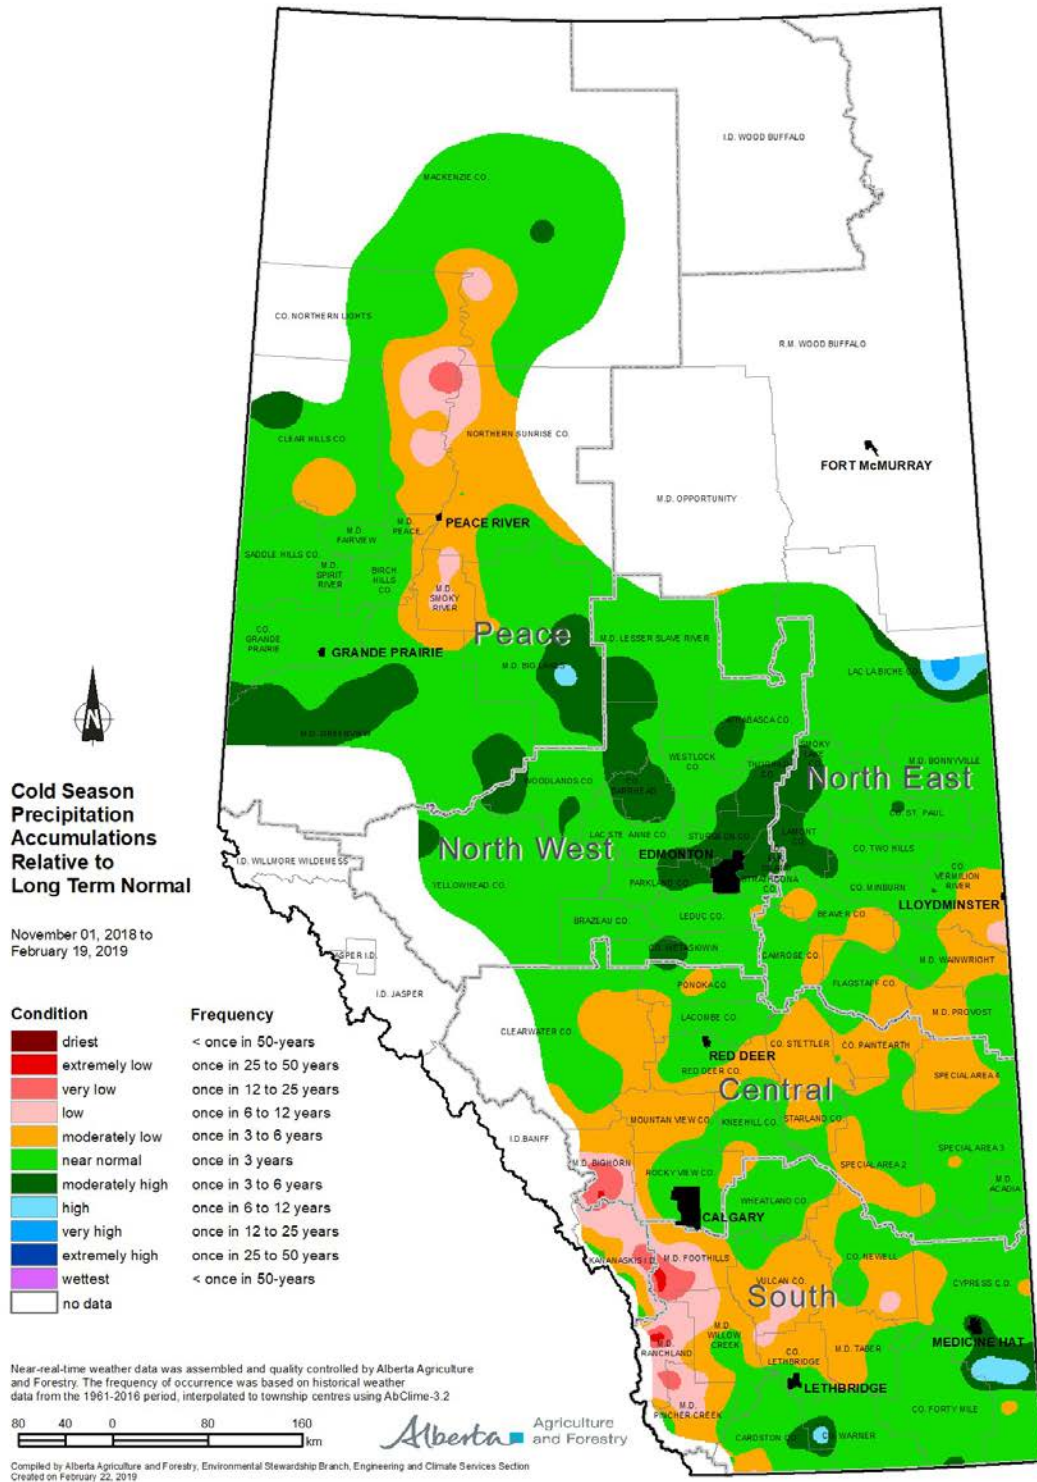 I.D. WOOD BUFFALO
MACKENZIE CO.
CO. NORTHERN LIGHTS
R.M. WOOD BUFFALO
CLEAR HILLS CO.
NORTHERN SUNRISE CO.
FORT McMURRAY
M.D. OPPORTUNITY
M.D.
PEACE
PEACE RIVER
M.D.
FAIRVIEW
SADDLE HILLS CO.
M.D.
SPIRIT
RIVER
BIRCH
HILLS
CO.
M.D.
SMOKY
RIVER
CO.
GRANDE
PRAIRIE
GRANDE PRAIRIE
Peace
M.D. LESSER SLAVE RIVER
M.D. BIG LAKES
LAC LA BICHE CO.
M.D. GREENVIEW
ATHABASCA CO.
WOODLANDS CO.
WESTLOCK
CO.
CO.
BARRHEAD
SMOKY
LAKE
CO.
North East
M.D. BONNYVILLE
CO. ST. PAUL
North West
LAC STE. ANNE CO.
STURGEON CO.
LAMONT
CO.
EDMONTON
PARKLAND CO.
STRATHCONA
CO.
CO. TWO HILLS
CO.
VERMILION
RIVER
CO. MINBURN
LLOYDMINSTER
I.D. WILLMORE WILDERNESS
YELLOWHEAD CO.
BRAZEAU CO.
LEDUC CO.
BEAVER CO.
CO. WETASKIWIN
CAMROSE CO.
M.D. WAINWRIGHT
JASPER I.D.
I.D. JASPER
PONOKA CO.
FLAGSTAFF CO.
CLEARWATER CO.
LACOMBE CO.
M.D. PROVOST
RED DEER
RED DEER CO.
CO. STETTLER
CO. PAINTEARTH
SPECIAL AREA 4
Central
MOUNTAIN VIEW CO.
KNEEHILL CO.
STARLAND CO.
I.D. BANFF
M.D. BIGHORN
ROCKY VIEW CO.
SPECIAL AREA 2
SPECIAL AREA 3
M.D.
ACADIA
WHEATLAND CO.
CALGARY
KANANASKIS I.D.
M.D. FOOTHILLS
CO. NEWELL
VULCAN CO.
CYPRESS CO.
South
M.D.
RANCHLAND
M.D.
WILLOW
CREEK
CO.
LETHBRIDGE
M.D. TABER
MEDICINE HAT
LETHBRIDGE
M.D.
PINCHER CREEK
CO. FORTY MILE
CARDSTON CO.
CO. WARNER
N
Cold Season
Precipitation
Accumulations
Relative to
Long Term Normal
November 01, 2018 to
February 19, 2019
Condition Frequency
driest < once in 50-years
extremely low once in 25 to 50 years
very low once in 12 to 25 years
low once in 6 to 12 years
moderately low once in 3 to 6 years
near normal once in 3 years
moderately high once in 3 to 6 years
high once in 6 to 12 years
very high once in 12 to 25 years
extremely high once in 25 to 50 years
wettest < once in 50-years
no data
Near-real-time weather data was assembled and quality controlled by Alberta Agriculture
and Forestry. The frequency of occurrence was based on historical weather
data from the 1961-2016 period, interpolated to township centres using AbClime-3.2
80 40 0 80 160
km
Alberta Agriculture
and Forestry
Compiled by Alberta Agriculture and Forestry, Environmental Stewardship Branch, Engineering and Climate Services Section
Created on February 22, 2019